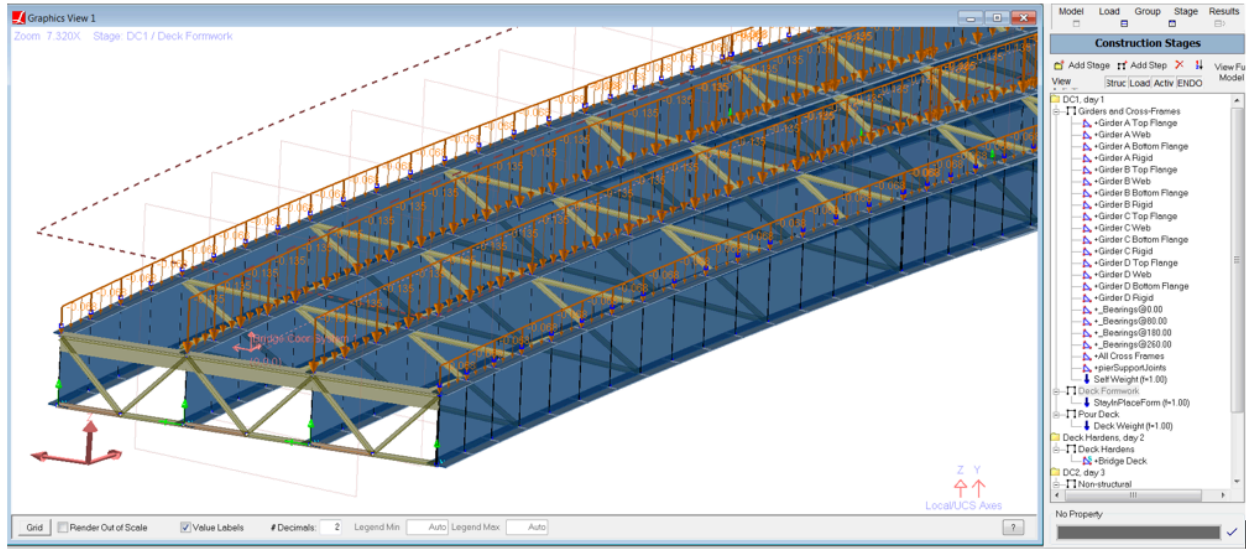 Graphics View 1
Zoom 7.320X Stage: DC1 / Deck Formwork
-0.068
-0.135
Bridge Coor System
Z Y
Local/UCS Axes
Grid Render Out of Scale Value Labels # Decimals: 2 Legend Min Auto Legend Max Auto ?
Model Load Group Stage Results
Construction Stages
Add Stage Add Step View Fu
View Struc Load Activ ENDO Model
DC1, day 1
Girders and Cross-Frames
+Girder A Top Flange
+Girder A Web
+Girder A Bottom Flange
+Girder A Rigid
+Girder B Top Flange
+Girder B Web
+Girder B Bottom Flange
+Girder B Rigid
+Girder C Top Flange
+Girder C Web
+Girder C Bottom Flange
+Girder C Rigid
+Girder D Top Flange
+Girder D Web
+Girder D Bottom Flange
+Girder D Rigid
+_Bearings@0.00
+_Bearings@80.00
+_Bearings@180.00
+_Bearings@260.00
+All Cross Frames
+pierSupportJoints
Self Weight (f=1.00)
Deck Formwork
StayInPlaceForm (f=1.00)
Pour Deck
Deck Weight (f=1.00)
Deck Hardens, day 2
Deck Hardens
+Bridge Deck
DC2, day 3
Non-structural
No Property